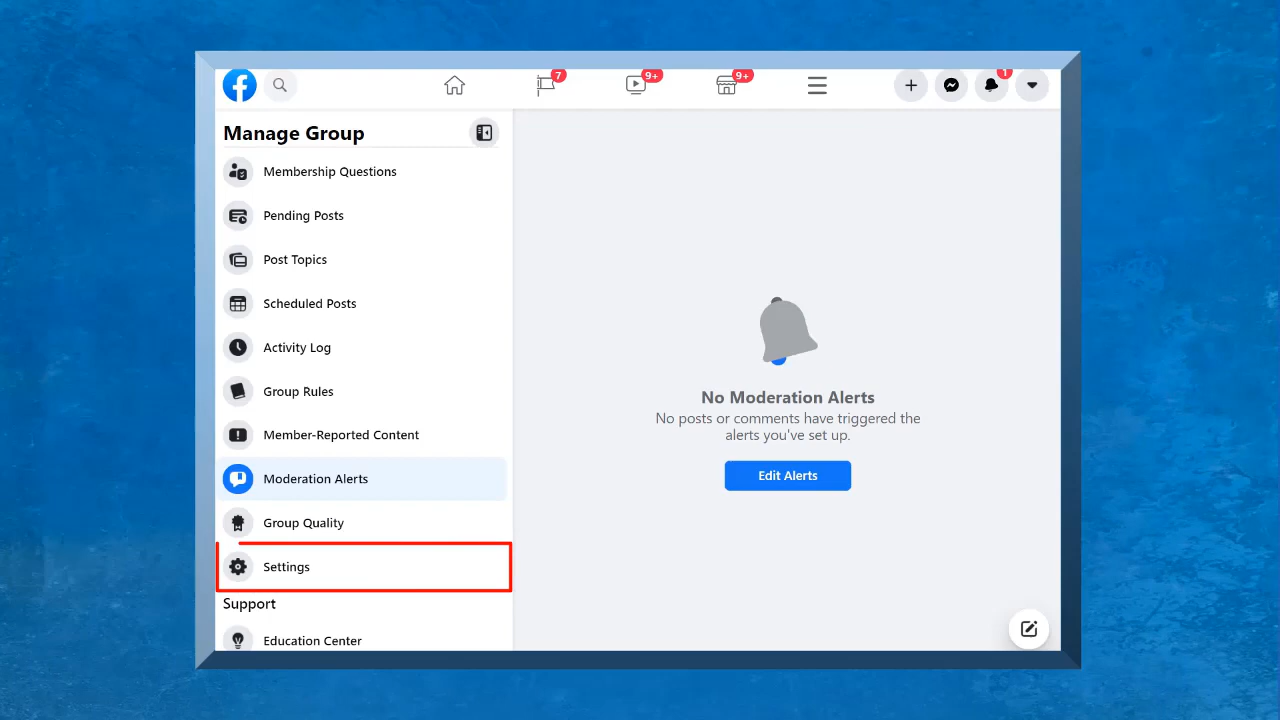 7
9+
9+
1
Manage Group
Membership Questions
Pending Posts
Post Topics
Scheduled Posts
Activity Log
Group Rules
Member-Reported Content
Moderation Alerts
Group Quality
Settings
Support
Education Center
No Moderation Alerts
No posts or comments have triggered the
alerts you've set up.
Edit Alerts